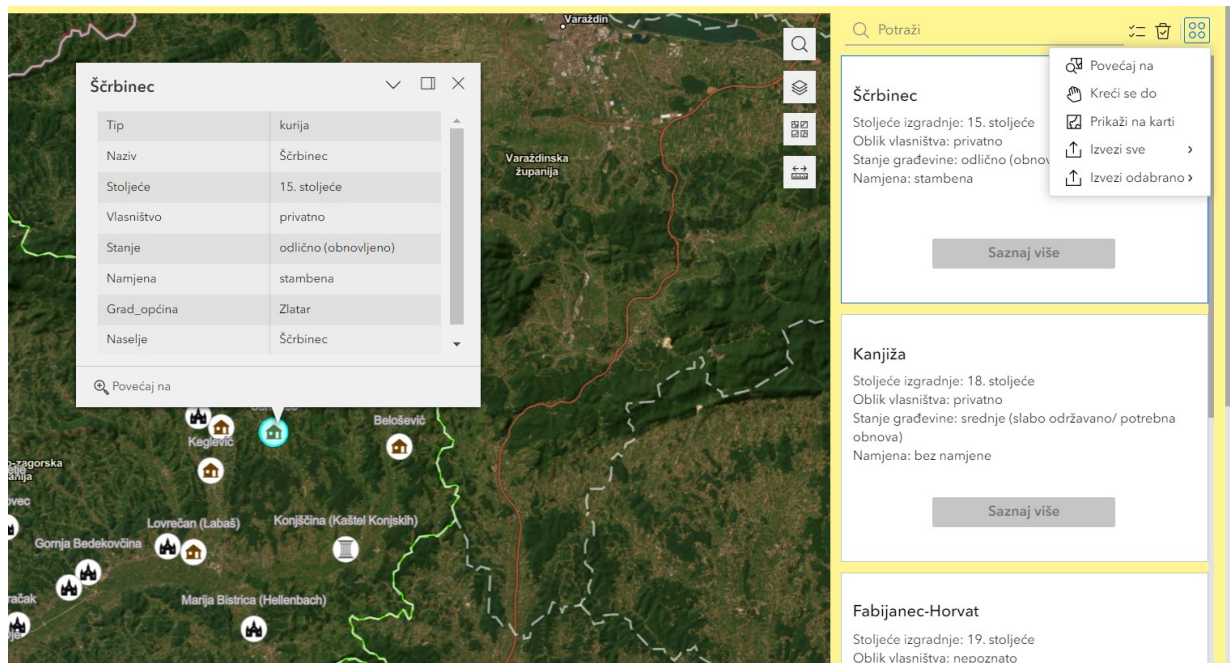 Varaždin
Ščrbinec
Tip kurija
Naziv Ščrbinec
Stoljeće 15. stoljeće
Vlasništvo privatno
Stanje odlično (obnovljeno)
Namjena stambena
Grad_općina Zlatar
Naselje Ščrbinec
Povećaj na
Varaždinska
županija
Belošević
Keglević
Lovrečan (Labaš)
Konjščina (Kaštel Konjskih)
Gornja Bedekovčina
Marija Bistrica (Hellenbach)
Potraži
Povećaj na
Kreći se do
Prikaži na karti
Izvezi sve
Izvezi odabrano
Ščrbinec
Stoljeće izgradnje: 15. stoljeće
Oblik vlasništva: privatno
Stanje građevine: odlično
Namjena: stambena
Saznaj više
Kanjiža
Stoljeće izgradnje: 18. stoljeće
Oblik vlasništva: privatno
Stanje građevine: srednje (slabo održavano/ potrebna
obnova)
Namjena: bez namjene
Saznaj više
Fabijanec-Horvat
Stoljeće izgradnje: 19. stoljeće
Oblik vlasništva: nepoznato